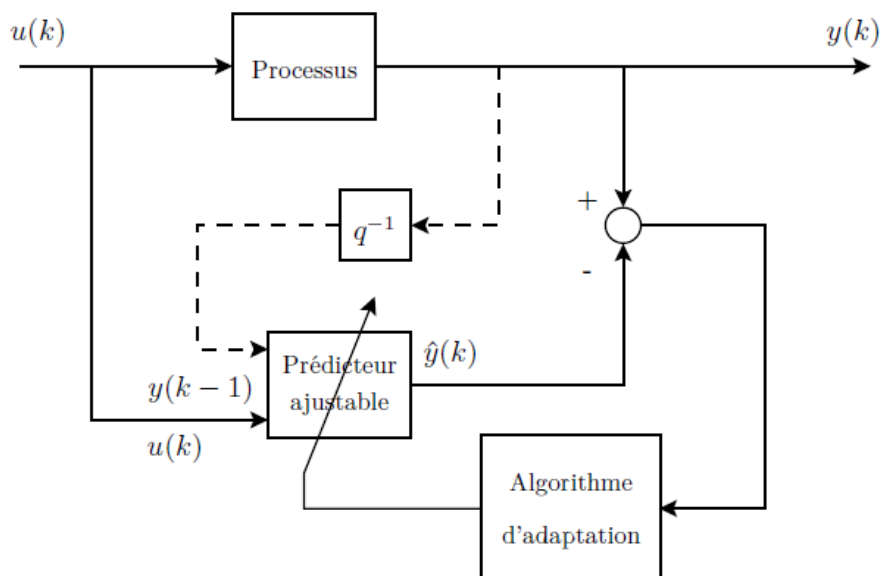 u(k)
y(k)
Processus
+
q⁻¹
-
Prédicteur
ajustable
ŷ(k)
y(k − 1)
u(k)
Algorithme
d'adaptation